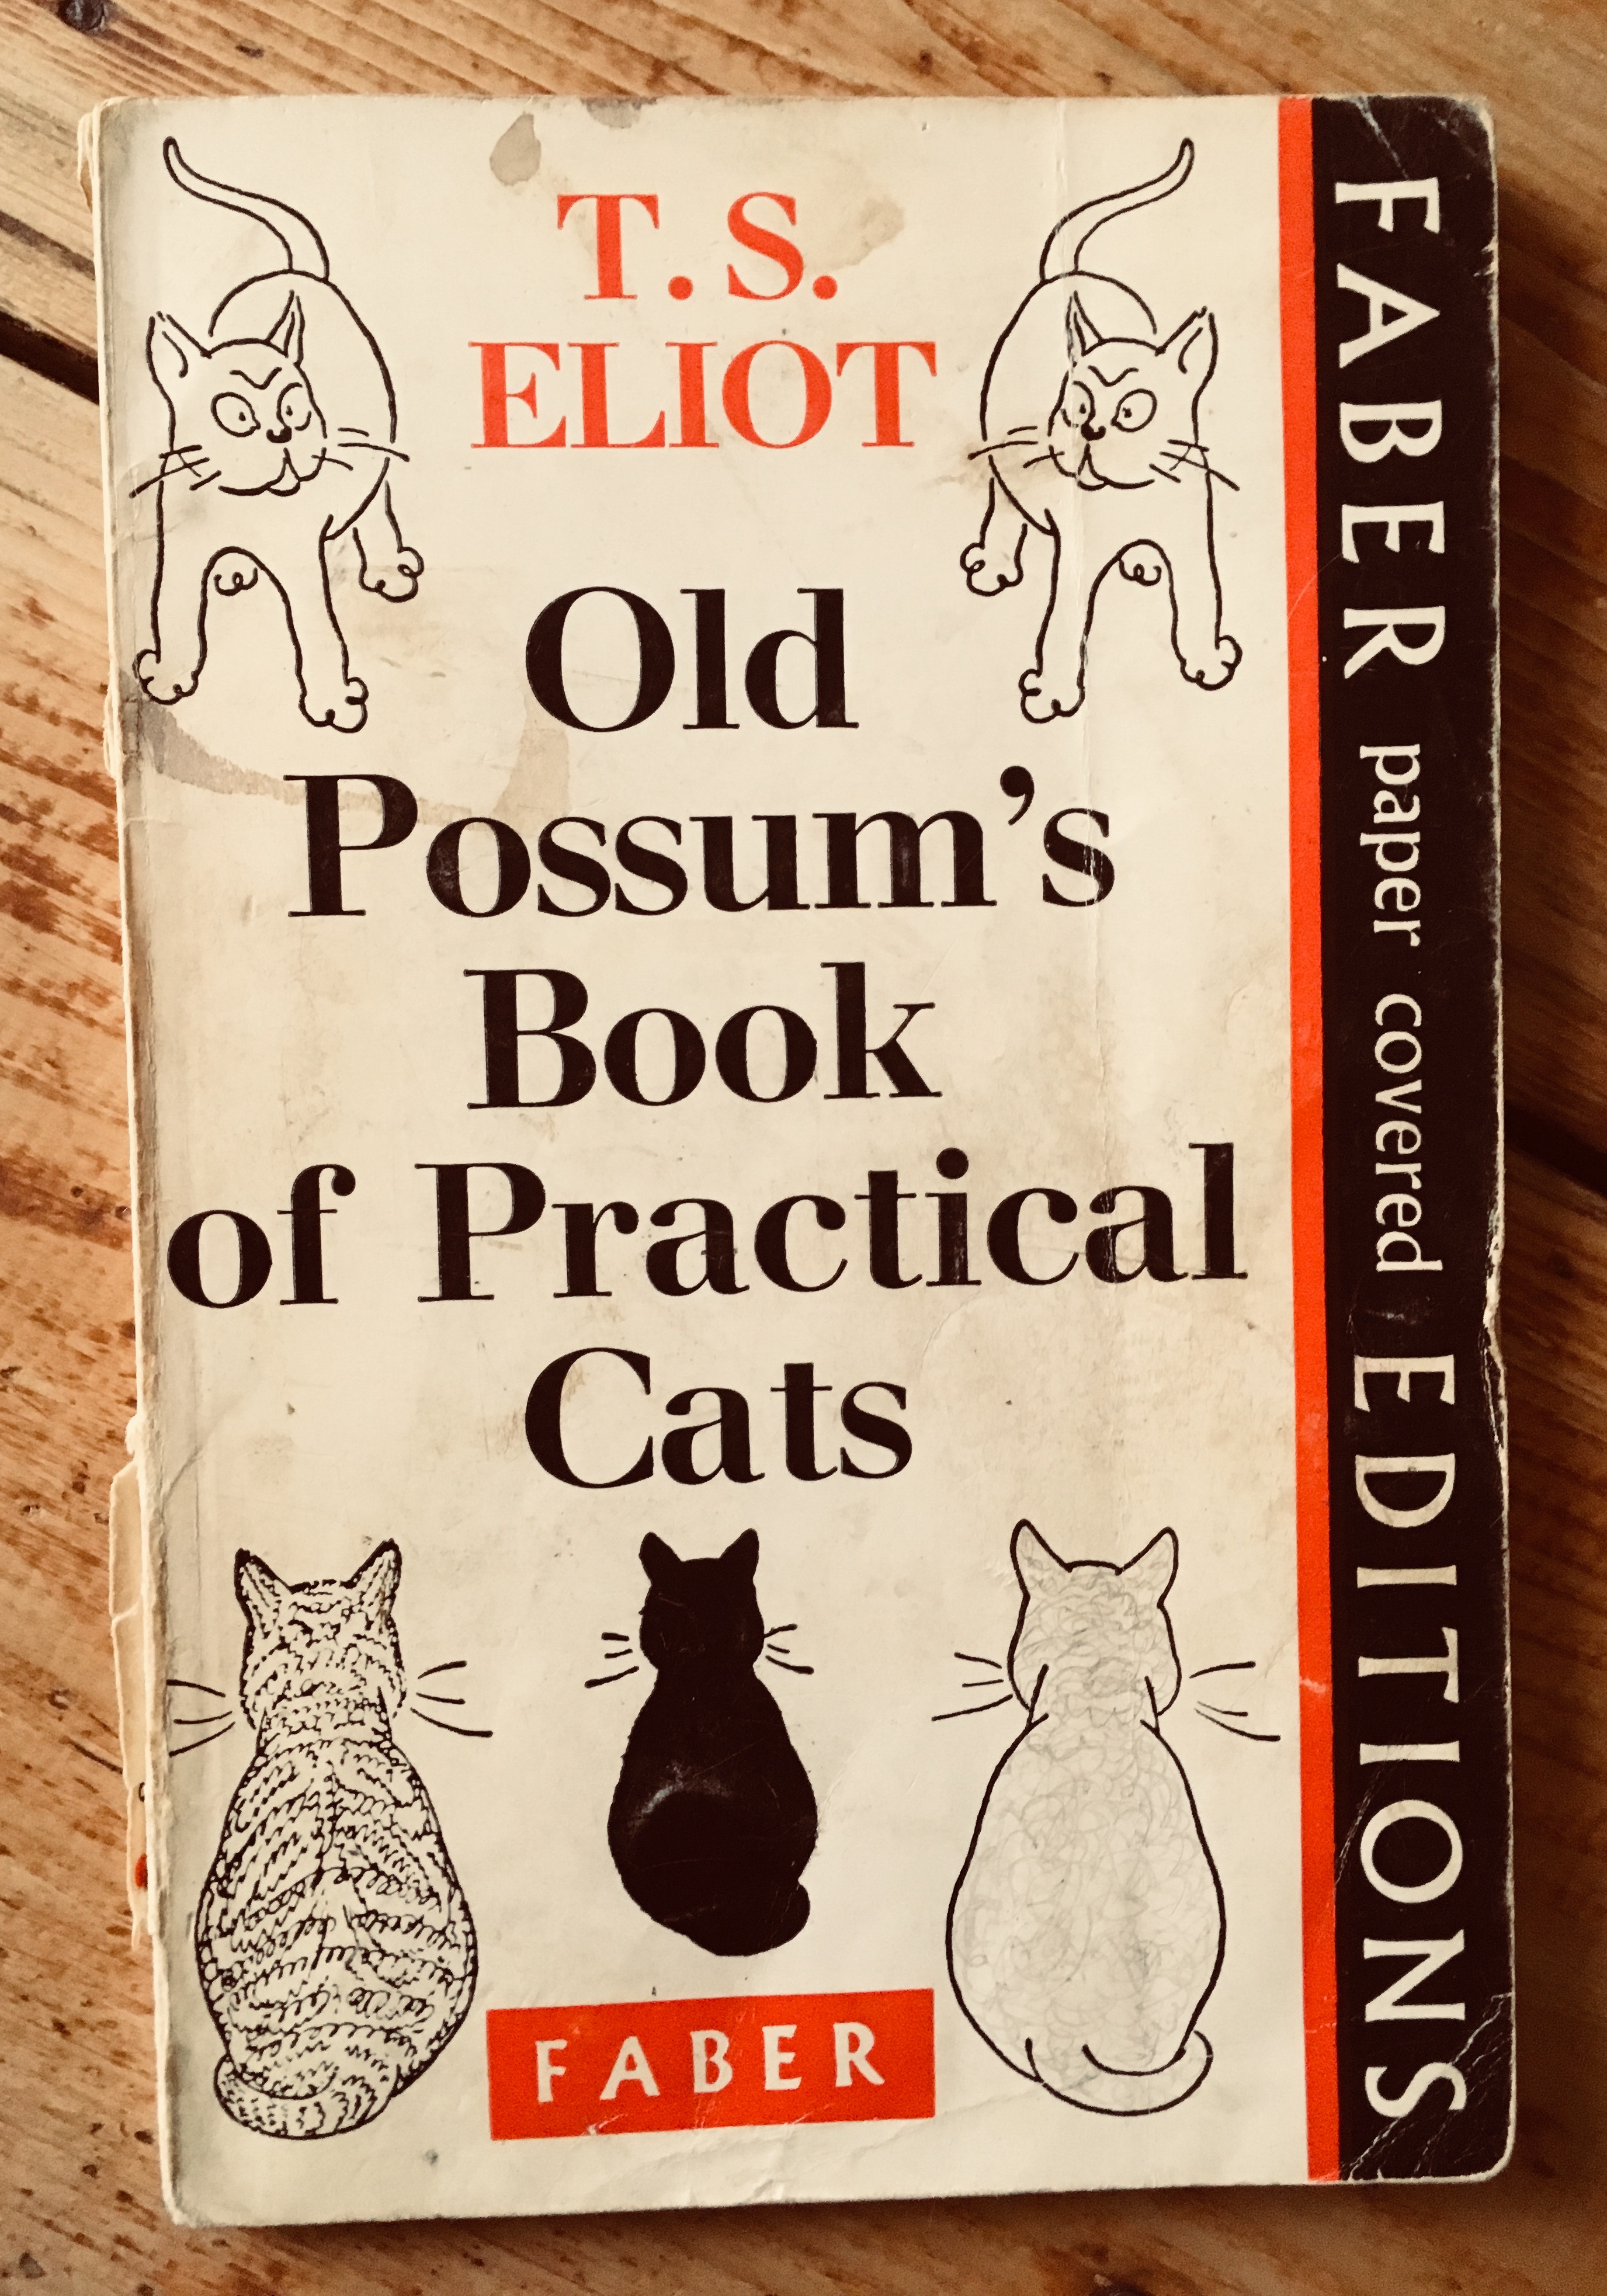 T. S.
ELIOT
Old
Possum's
Book
of Practical
Cats
FABER
FABER paper covered EDITIONS